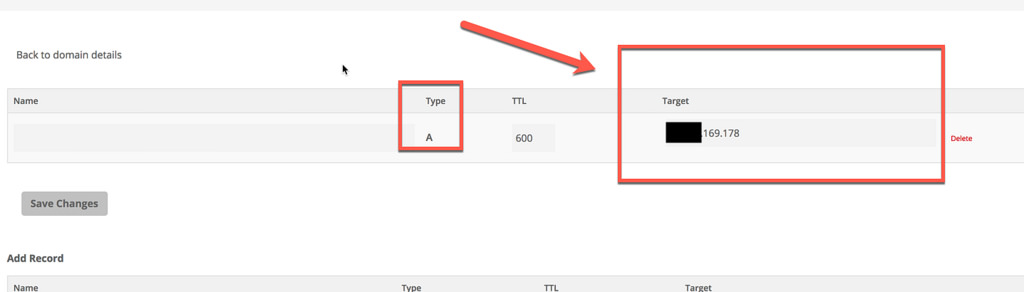 Back to domain details
Name Type TTL Target
A 600 .169.178 Delete
Save Changes
Add Record
Name Type TTL Target